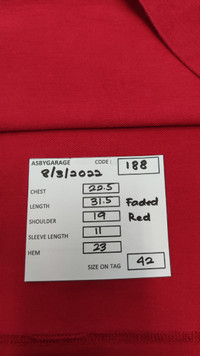 ASBYGARAGE CODE : 188
8/3/2022
CHEST 22.5
LENGTH 31.5 Faded
SHOULDER 19 Red
SLEEVE LENGTH 11
HEM 23
SIZE ON TAG 42